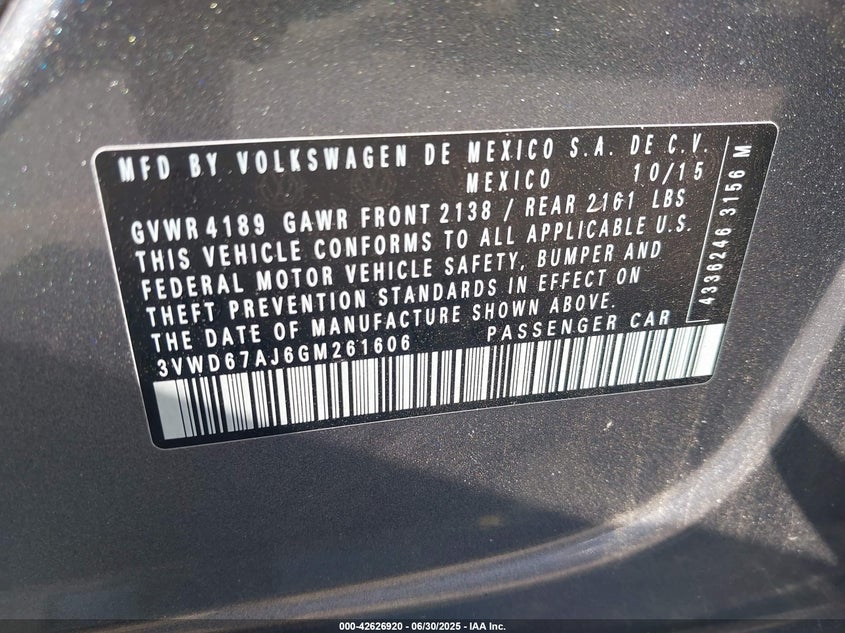 MFD BY VOLKSWAGEN DE MEXICO S.A. DE C.V.
MEXICO 10/15
GVWR 4189 GAWR FRONT 2138 / REAR 2161 LBS
THIS VEHICLE CONFORMS TO ALL APPLICABLE U.S.
FEDERAL MOTOR VEHICLE SAFETY, BUMPER AND
THEFT PREVENTION STANDARDS IN EFFECT ON
THE DATE OF MANUFACTURE SHOWN ABOVE.
3VWD67AJ6GM261606 PASSENGER CAR
4336246 3156 M
000-42626920 - 06/30/2025 - IAA Inc.